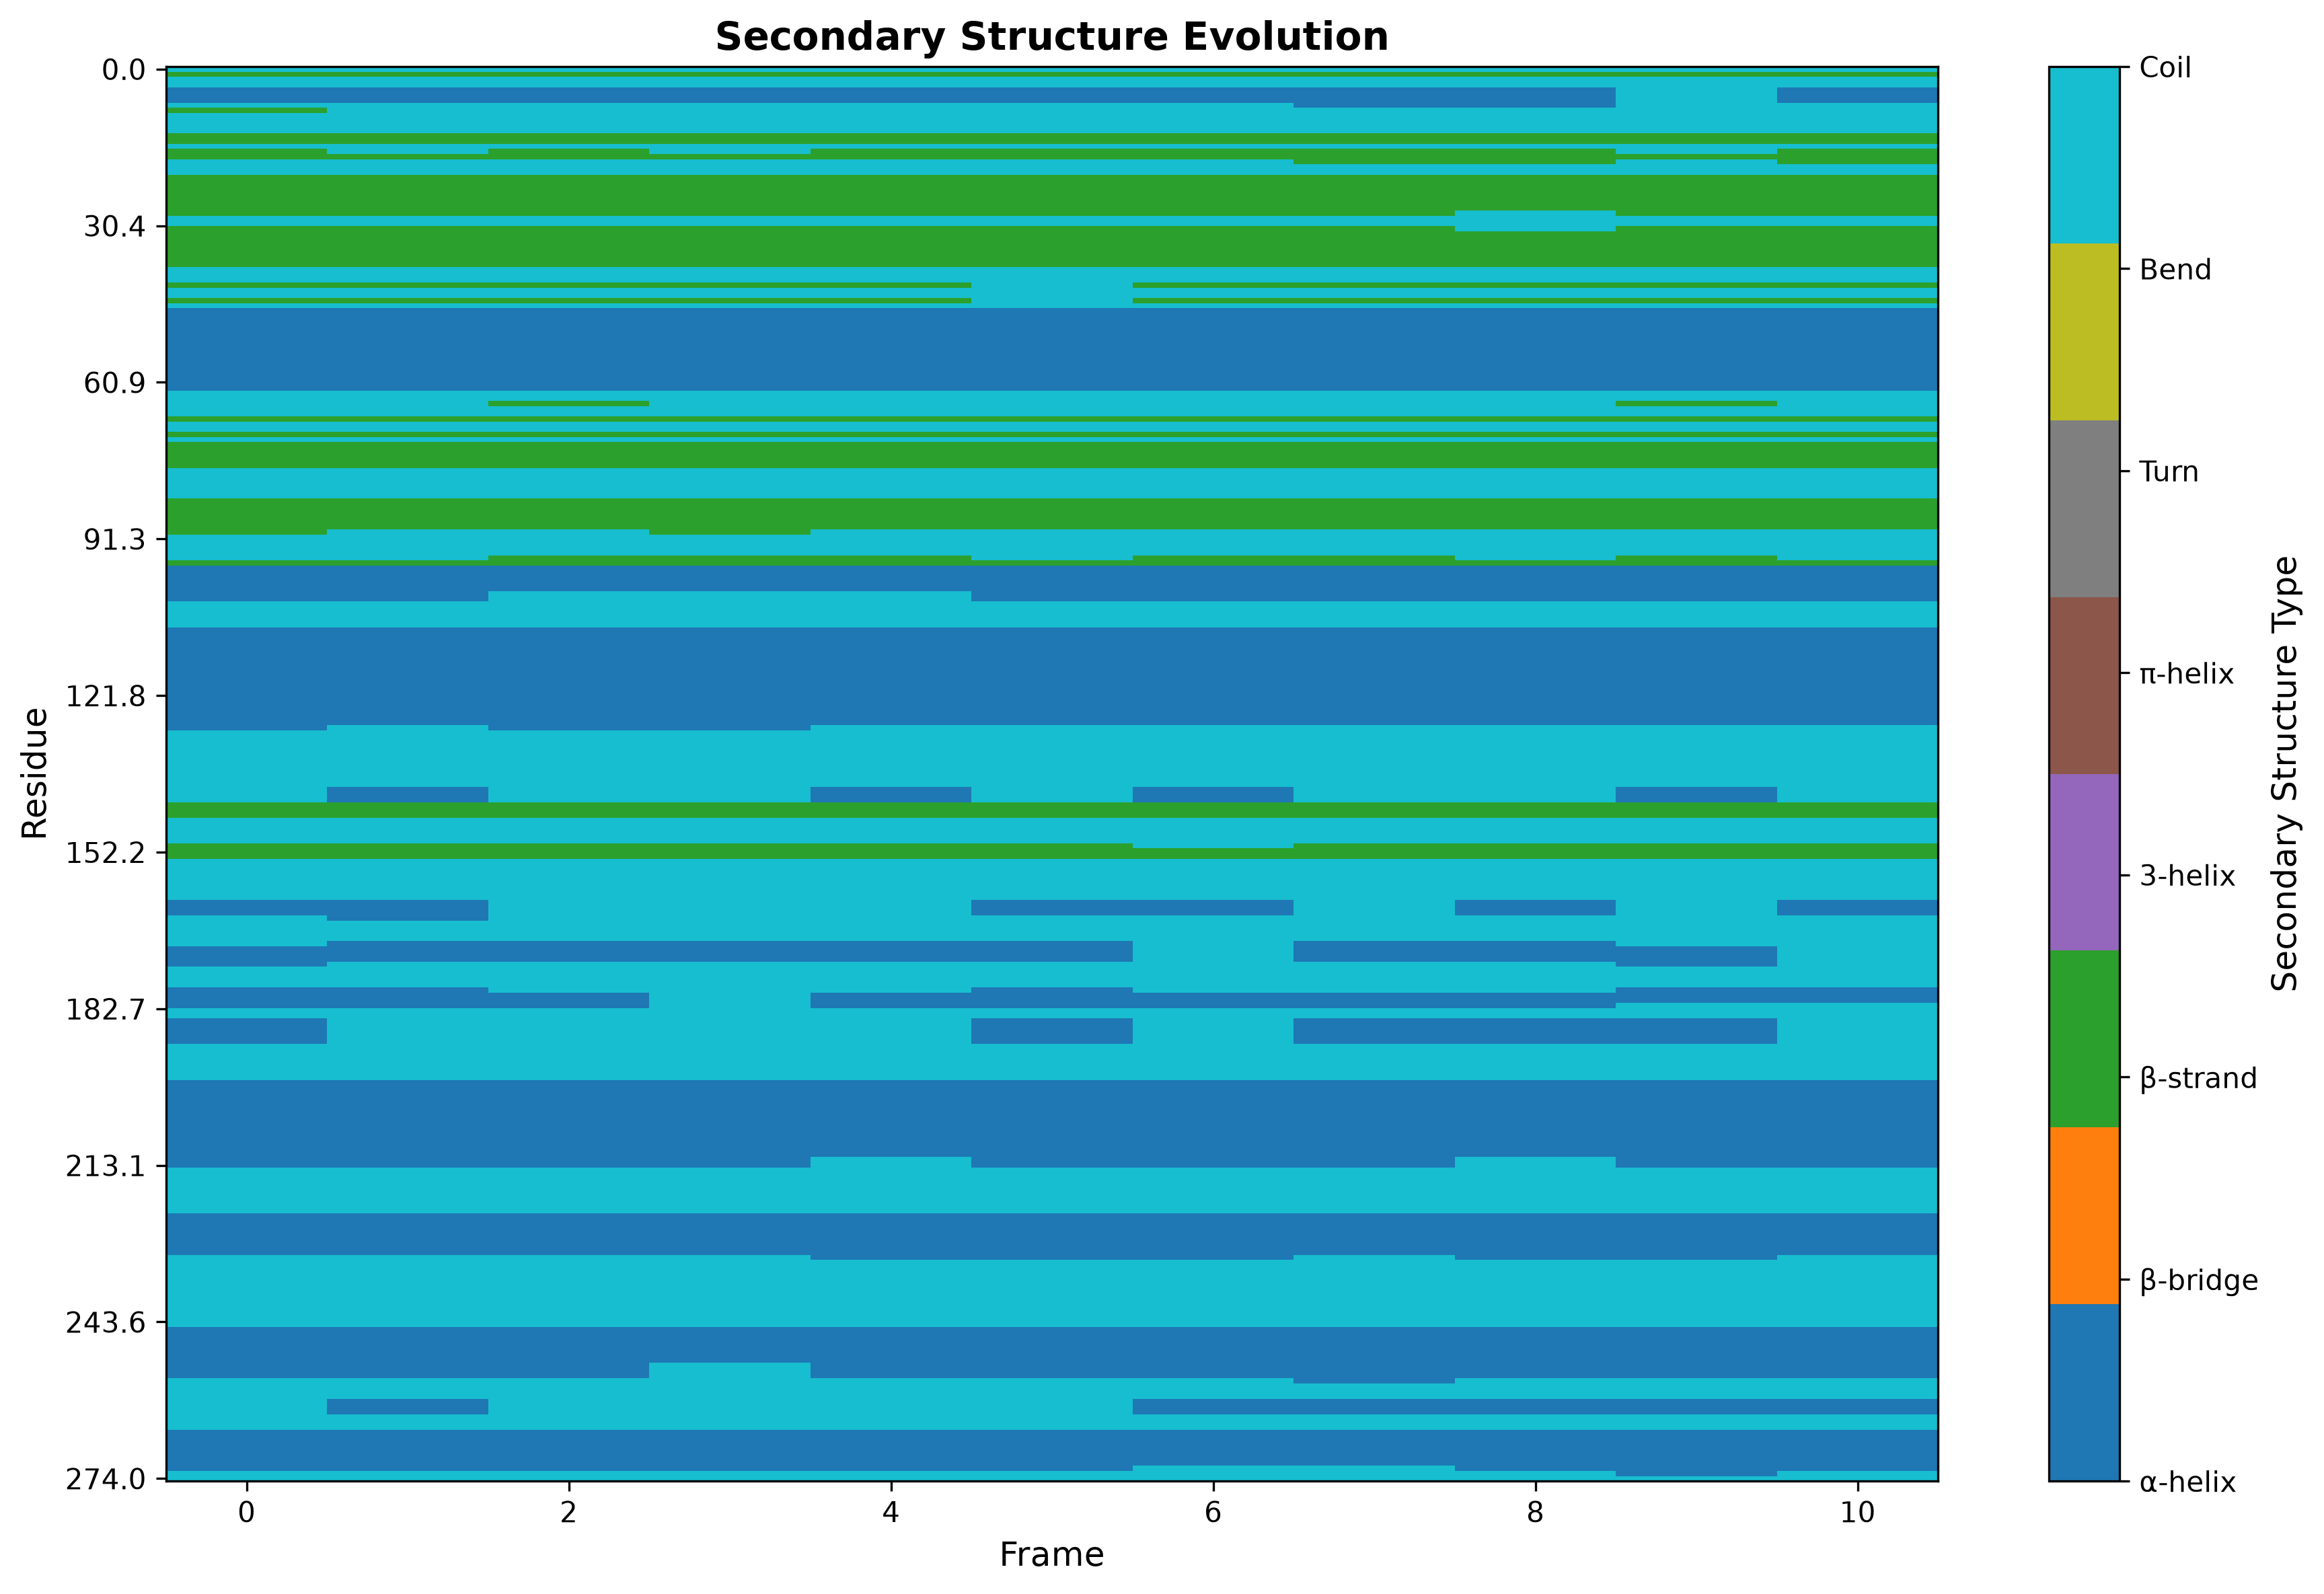 Secondary Structure Evolution
0.0
30.4
60.9
91.3
121.8
152.2
182.7
213.1
243.6
274.0
Residue
0 2 4 6 8 10
Frame
Coil
Bend
Turn
π-helix
3-helix
β-strand
β-bridge
α-helix
Secondary Structure Type